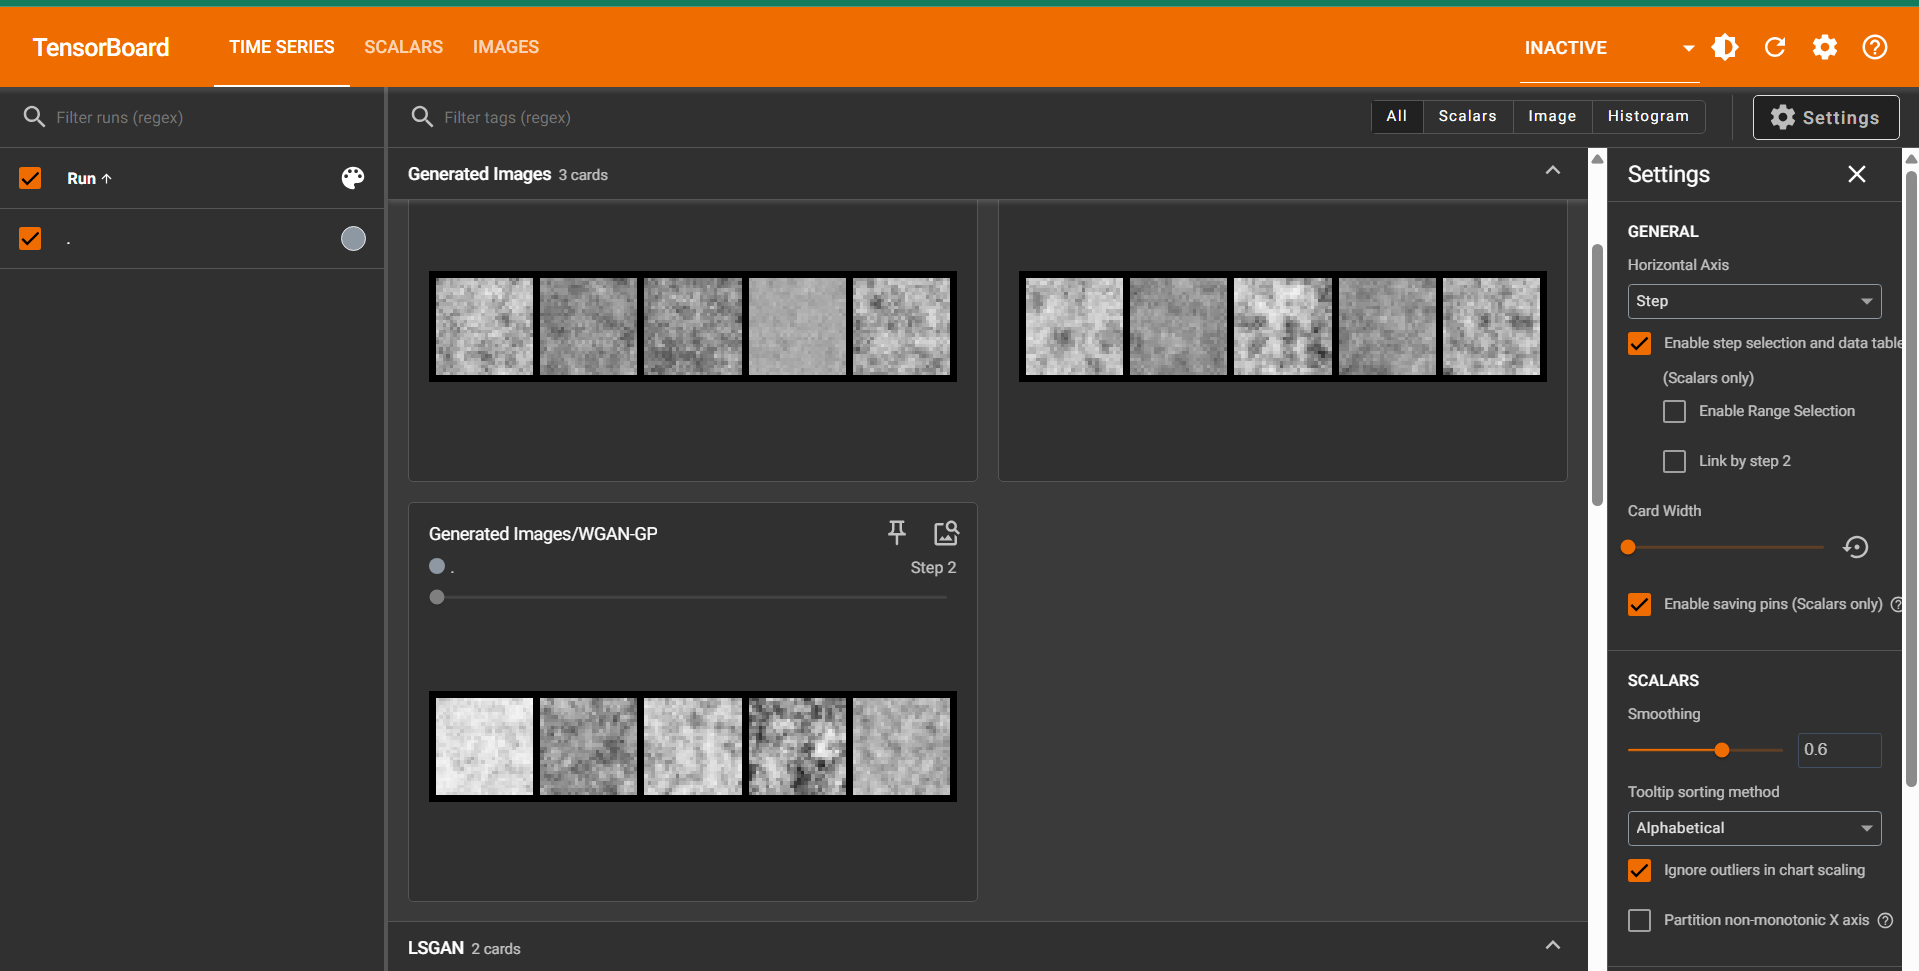 TensorBoard TIME SERIES SCALARS IMAGES INACTIVE
Filter runs (regex)
Run ↑
.
Filter tags (regex)
All Scalars Image Histogram
Settings
Generated Images 3 cards
Generated Images/WGAN-GP
. Step 2
LSGAN 2 cards
Settings
GENERAL
Horizontal Axis
Step
Enable step selection and data table
(Scalars only)
Enable Range Selection
Link by step 2
Card Width
Enable saving pins (Scalars only)
SCALARS
Smoothing
0.6
Tooltip sorting method
Alphabetical
Ignore outliers in chart scaling
Partition non-monotonic X axis